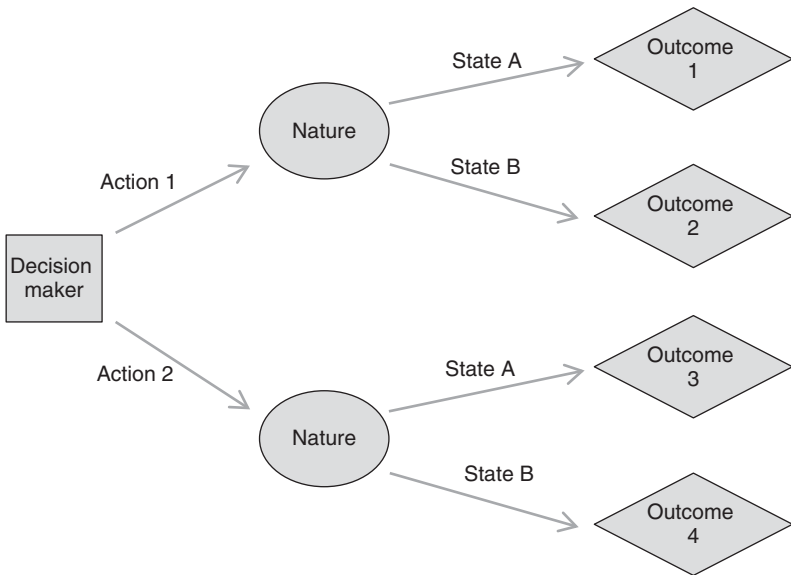 State A
Outcome
1
Nature
State B
Action 1
Outcome
2
Decision
maker
Action 2
State A
Outcome
3
Nature
State B
Outcome
4